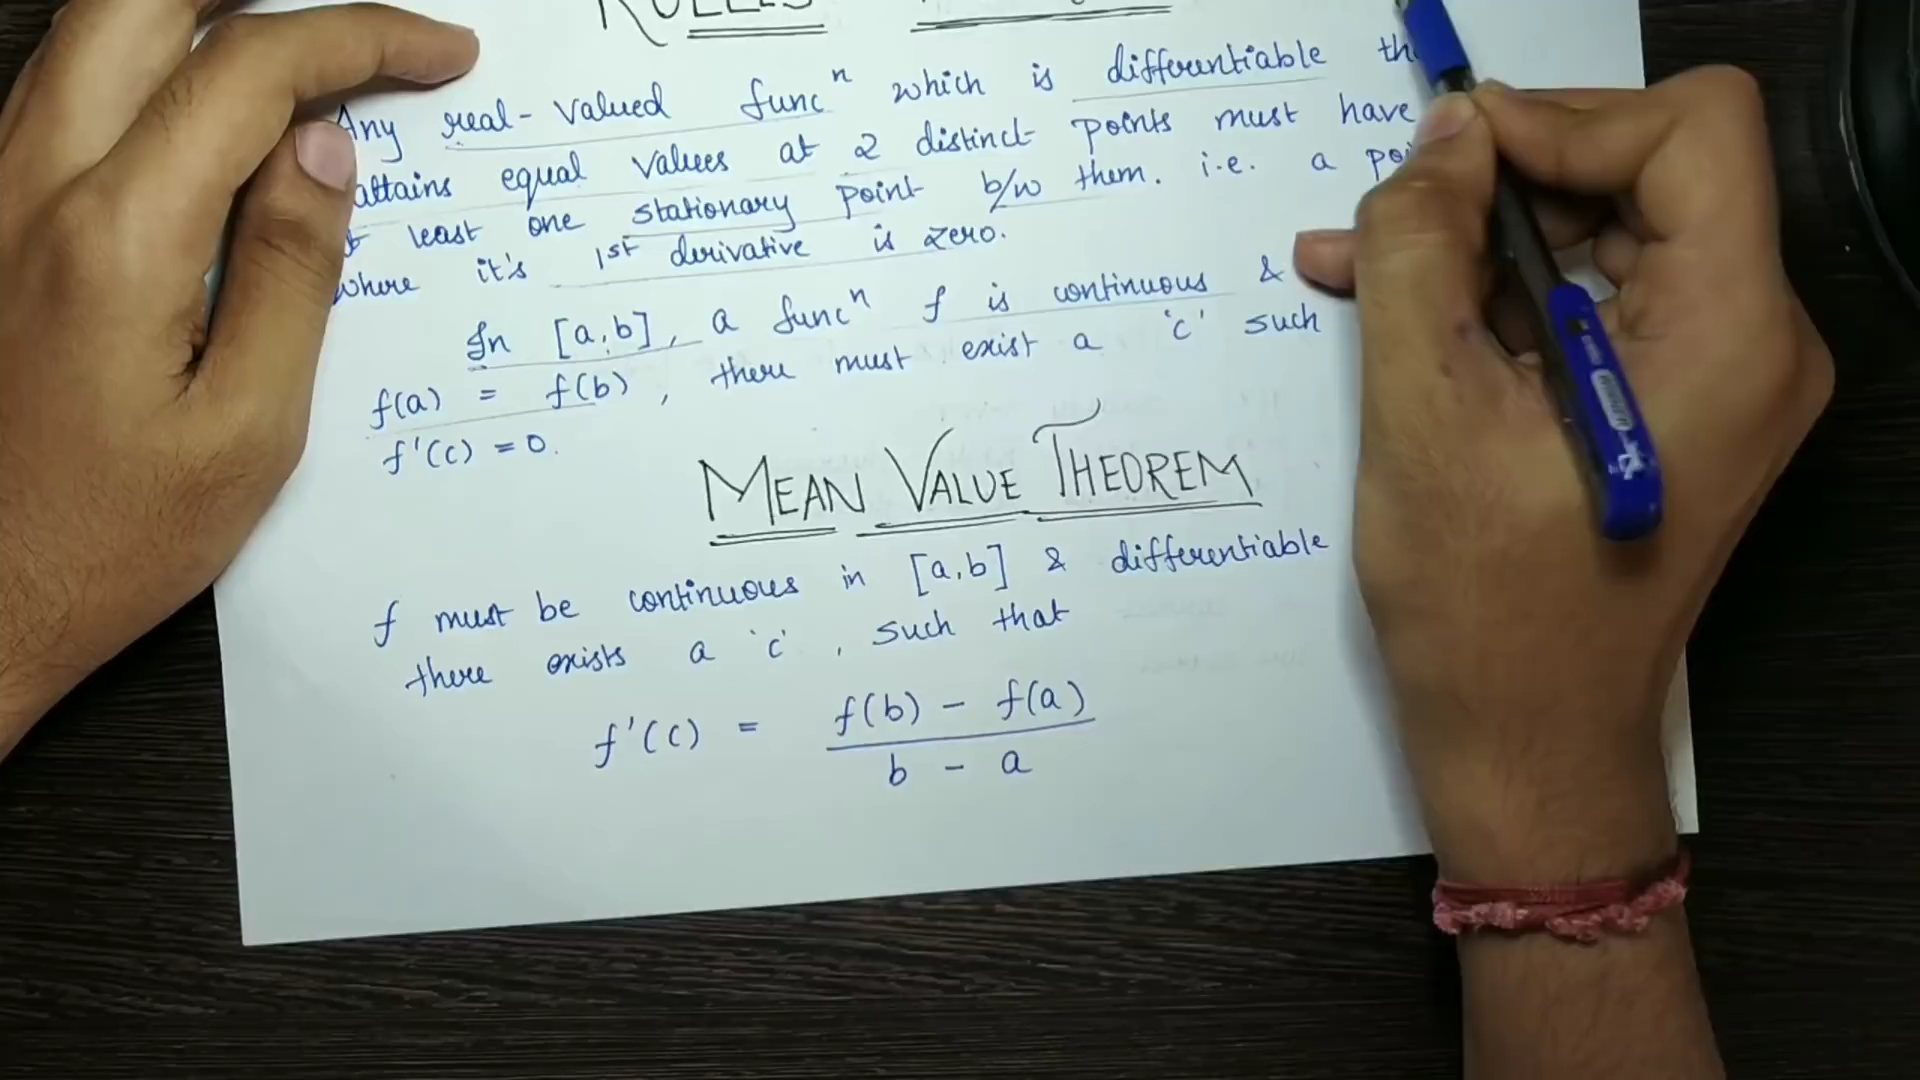 Any real-valued funcⁿ which is differentiable
attains equal values at 2 distinct points must have
least one stationary point b/w them. i.e. a
where it's 1st derivative is zero.
In [a,b], a funcⁿ f is continuous &
f(a) = f(b), there must exist a 'c' such
f'(c) = 0.
MEAN VALUE THEOREM
f must be continuous in [a,b] & differentiable
there exists a 'c', such that
f'(c) = f(b) - f(a)
b - a